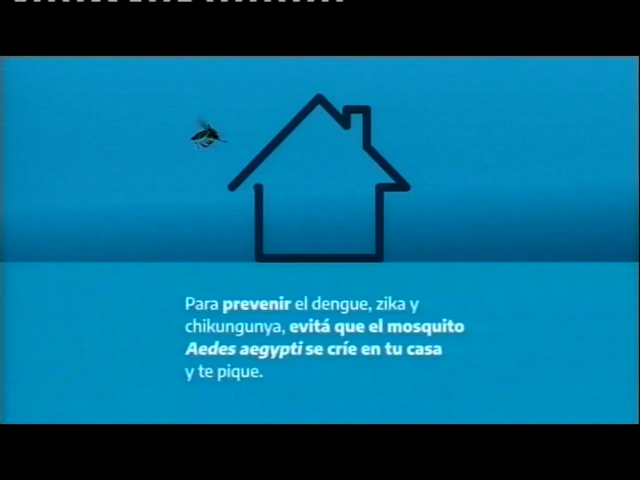 Para prevenir el dengue, zika y
chikungunya, evitá que el mosquito
Aedes aegypti se críe en tu casa
y te pique.